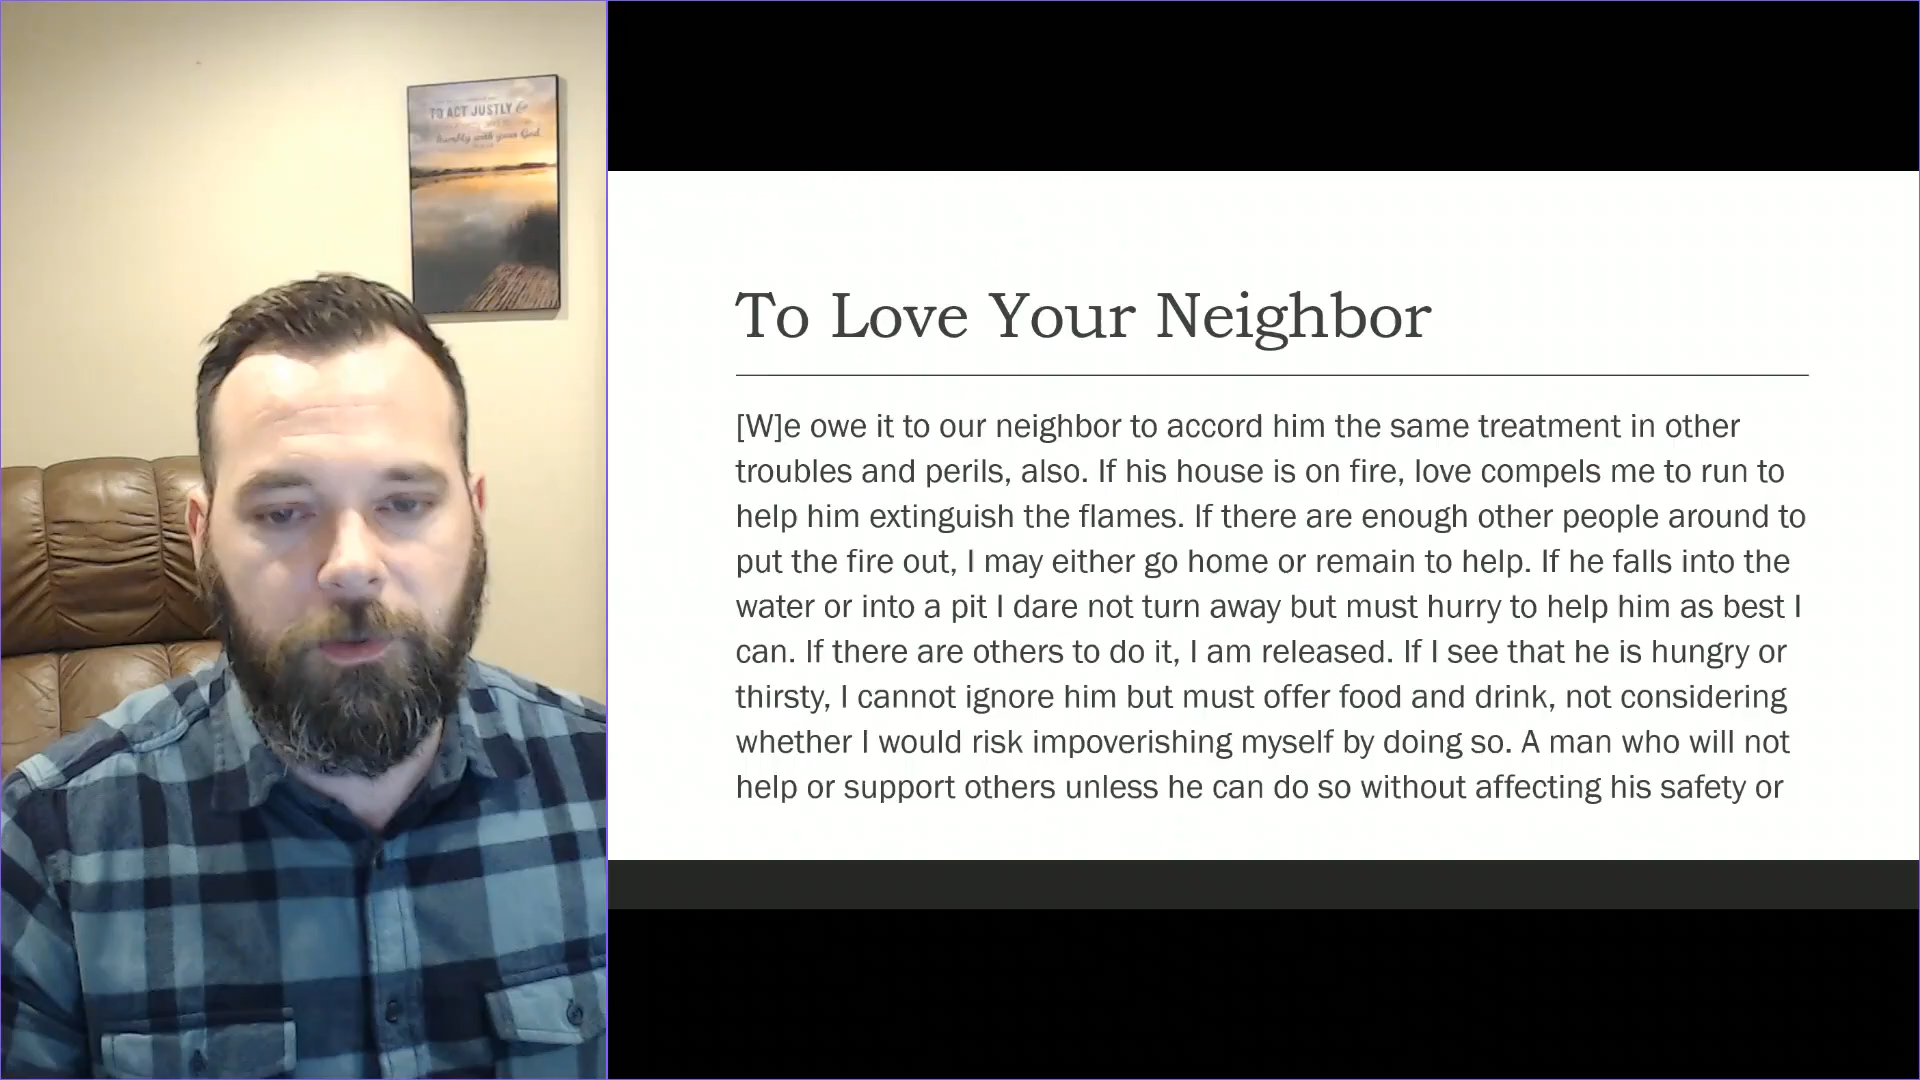 TO ACT JUSTLY &
humbly with your God
To Love Your Neighbor
[W]e owe it to our neighbor to accord him the same treatment in other
troubles and perils, also. If his house is on fire, love compels me to run to
help him extinguish the flames. If there are enough other people around to
put the fire out, I may either go home or remain to help. If he falls into the
water or into a pit I dare not turn away but must hurry to help him as best I
can. If there are others to do it, I am released. If I see that he is hungry or
thirsty, I cannot ignore him but must offer food and drink, not considering
whether I would risk impoverishing myself by doing so. A man who will not
help or support others unless he can do so without affecting his safety or